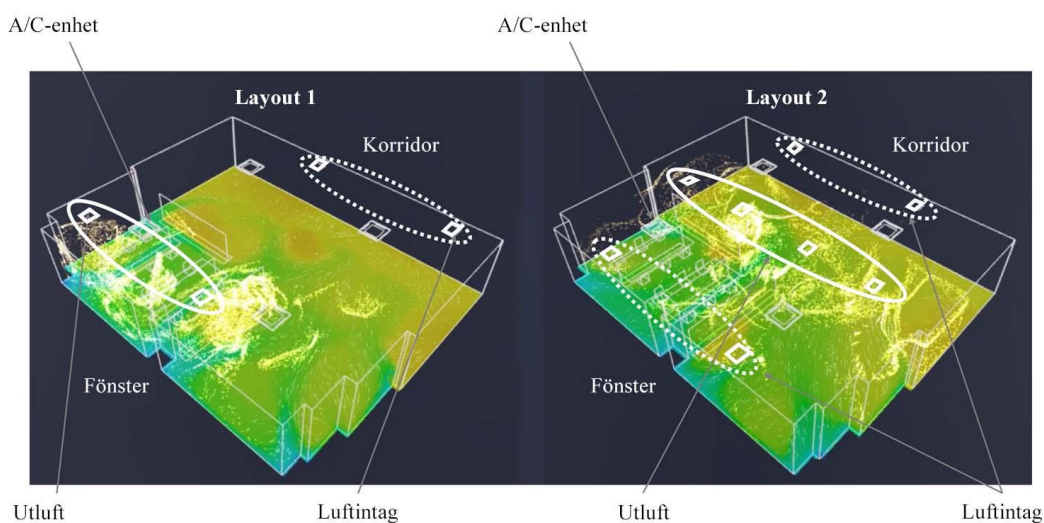 A/C-enhet
A/C-enhet
Layout 1
Layout 2
Korridor
Korridor
Fönster
Fönster
Utluft
Luftintag
Utluft
Luftintag